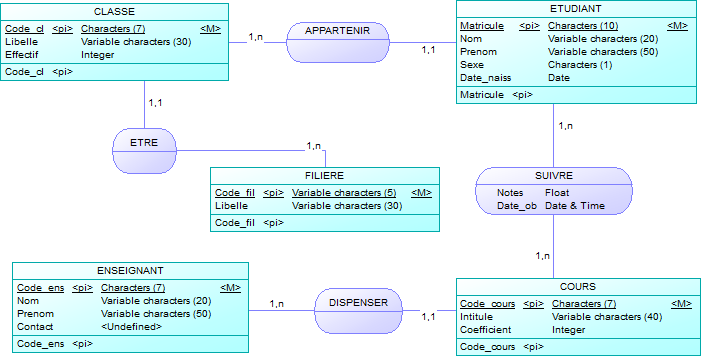 CLASSE
Code_cl <pi> Characters (7) <M>
Libelle Variable characters (30)
Effectif Integer
Code_cl <pi>
1,n
APPARTENIR
1,1
ETUDIANT
Matricule <pi> Characters (10) <M>
Nom Variable characters (20)
Prenom Variable characters (50)
Sexe Characters (1)
Date_naiss Date
Matricule <pi>
1,1
ETRE
1,n
FILIERE
Code_fil <pi> Variable characters (5) <M>
Libelle Variable characters (30)
Code_fil <pi>
1,n
SUIVRE
Notes Float
Date_ob Date & Time
1,n
ENSEIGNANT
Code_ens <pi> Characters (7) <M>
Nom Variable characters (20)
Prenom Variable characters (50)
Contact <Undefined>
Code_ens <pi>
1,n
DISPENSER
1,1
COURS
Code_cours <pi> Characters (7) <M>
Intitule Variable characters (40)
Coefficient Integer
Code_cours <pi>